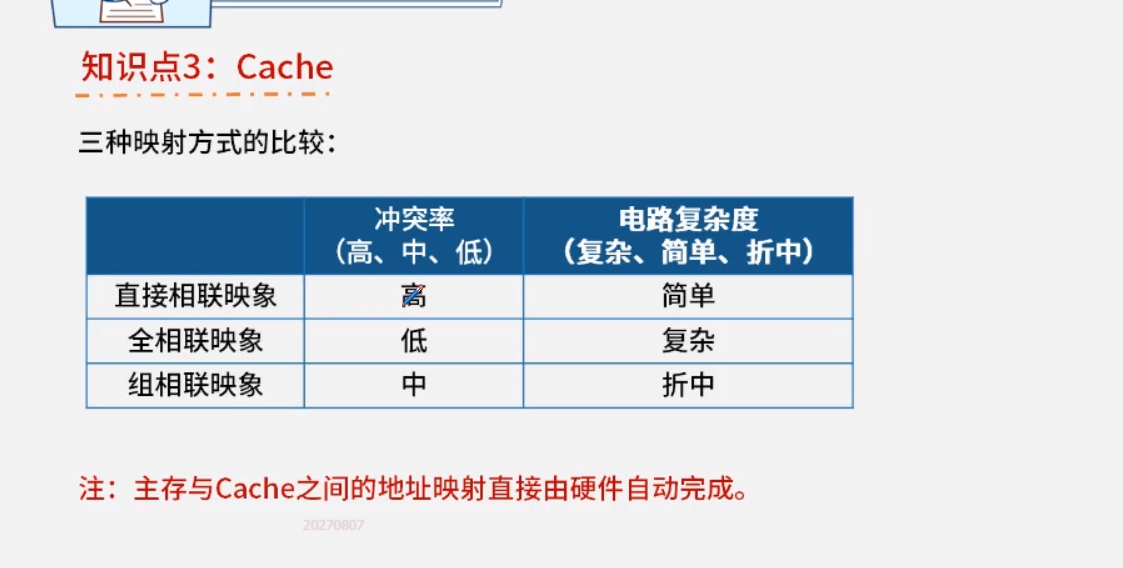 知识点3：Cache
三种映射方式的比较：
冲突率 电路复杂度
（高、中、低） （复杂、简单、折中）
直接相联映象 高 简单
全相联映象 低 复杂
组相联映象 中 折中
注：主存与Cache之间的地址映射直接由硬件自动完成。
20270807